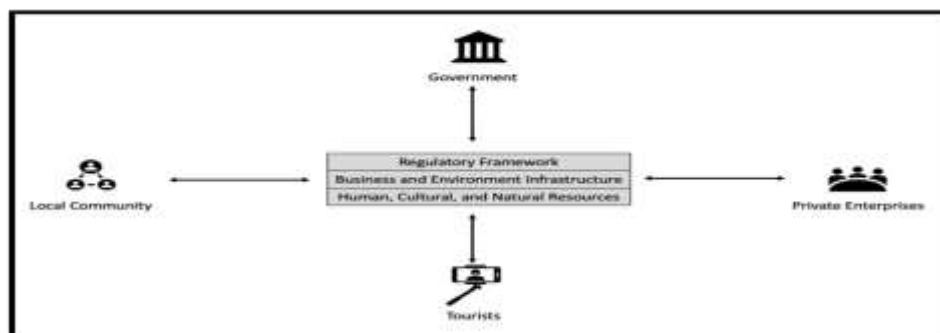 Government
Regulatory Framework
Business and Environment Infrastructure
Human, Cultural, and Natural Resources
Local Community
Private Enterprises
Tourists